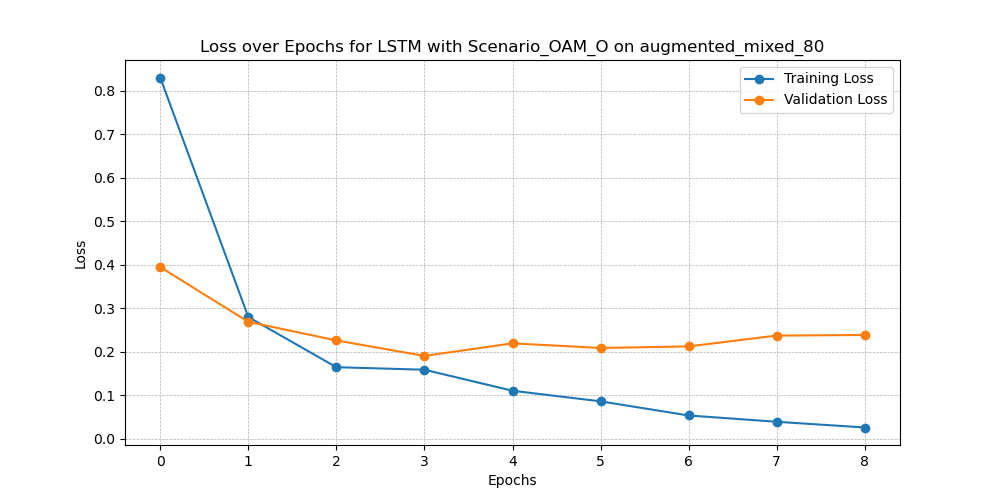 Loss over Epochs for LSTM with Scenario_OAM_O on augmented_mixed_80
Training Loss
Validation Loss
0.8
0.7
0.6
0.5
0.4
0.3
0.2
0.1
0.0
Loss
0 1 2 3 4 5 6 7 8
Epochs